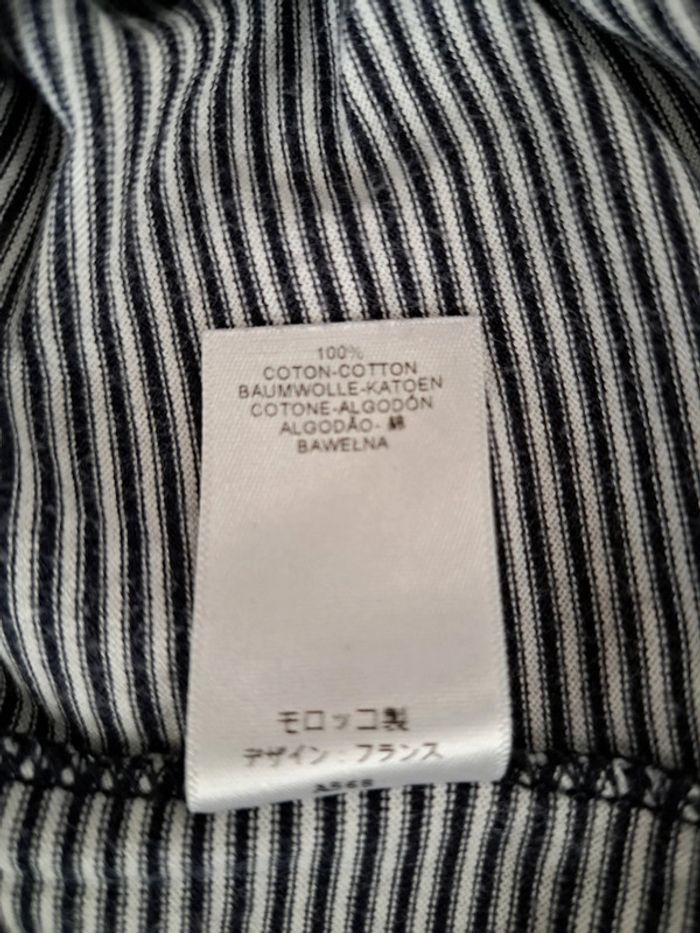 100%
COTON-COTTON
BAUMWOLLE-KATOEN
COTONE-ALGODÓN
ALGODÃO- 綿
BAWEŁNA
モロッコ製
デザイン : フランス